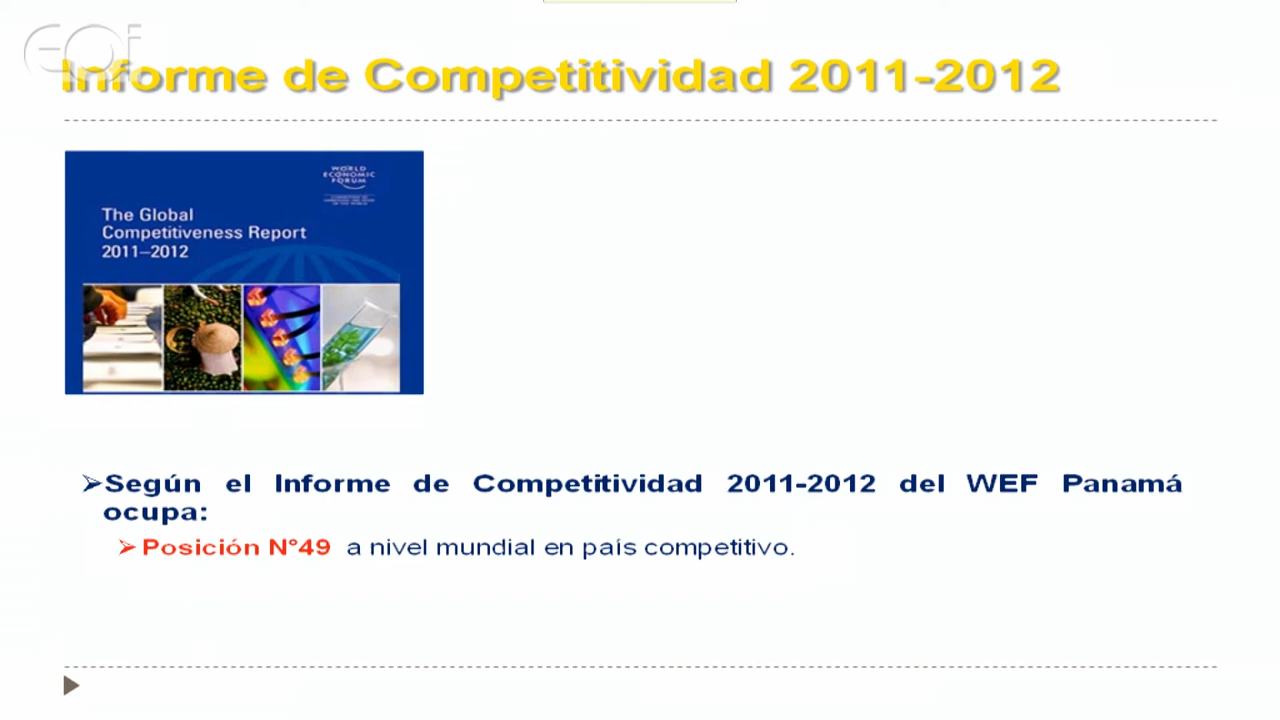 eoi
Informe de Competitividad 2011-2012
WORLD
ECONOMIC
FORUM
The Global
Competitiveness Report
2011–2012
➢Según el Informe de Competitividad 2011-2012 del WEF Panamá
ocupa:
➢Posición N°49 a nivel mundial en país competitivo.